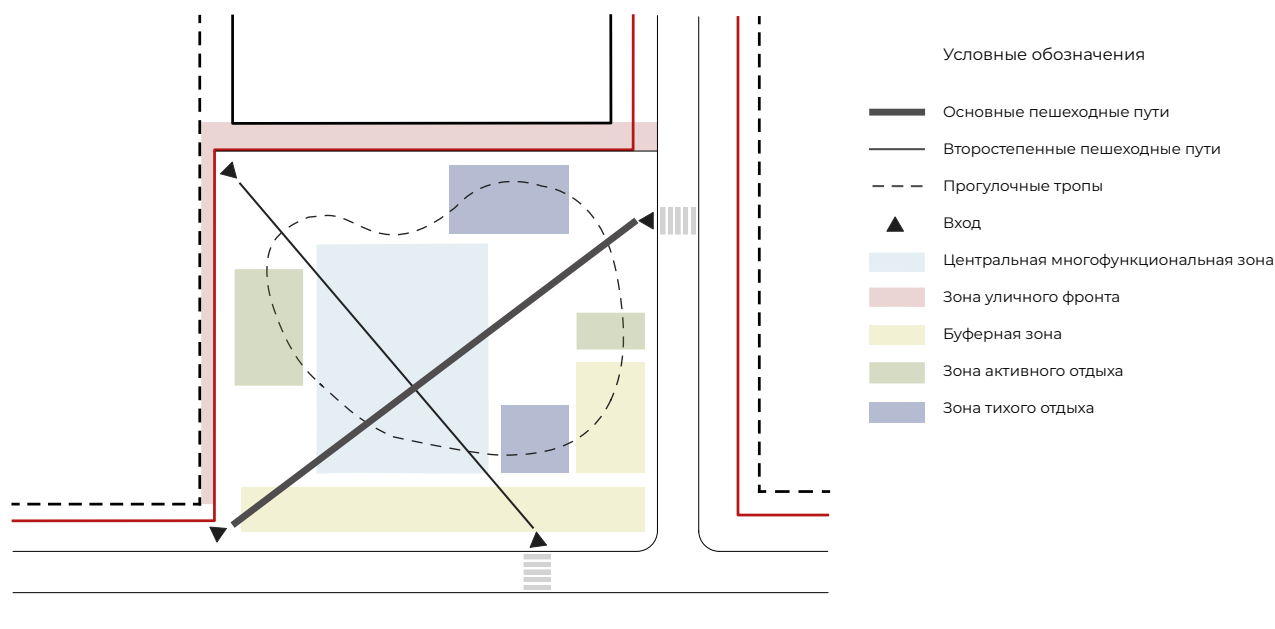 Условные обозначения
Основные пешеходные пути
Второстепенные пешеходные пути
Прогулочные тропы
Вход
Центральная многофункциональная зона
Зона уличного фронта
Буферная зона
Зона активного отдыха
Зона тихого отдыха